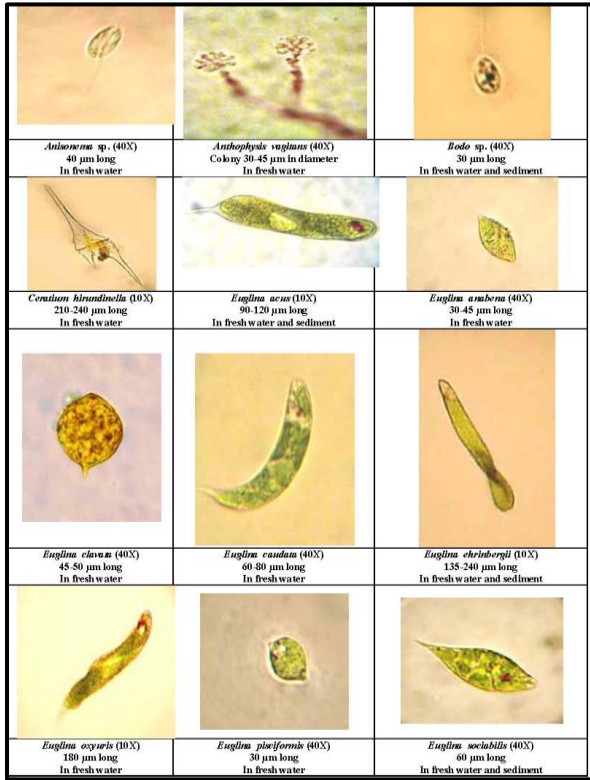 Anisonema sp. (40X)
40 µm long
In fresh water
Anthophysis vagitans (40X)
Colony 30-45 µm in diameter
In fresh water
Bodo sp. (40X)
30 µm long
In fresh water and sediment
Ceratium hirundinella (10X)
210-240 µm long
In fresh water
Euglina acus (10X)
90-120 µm long
In fresh water and sediment
Euglina anabena (40X)
30-45 µm long
In fresh water
Euglina clavata (40X)
45-50 µm long
In fresh water
Euglina caudata (40X)
60-80 µm long
In fresh water
Euglina ehrinbergii (10X)
135-240 µm long
In fresh water and sediment
Euglina oxyuris (10X)
180 µm long
In fresh water
Euglina pisciformis (40X)
30 µm long
In fresh water
Euglina sociabilis (40X)
60 µm long
In fresh water and sediment